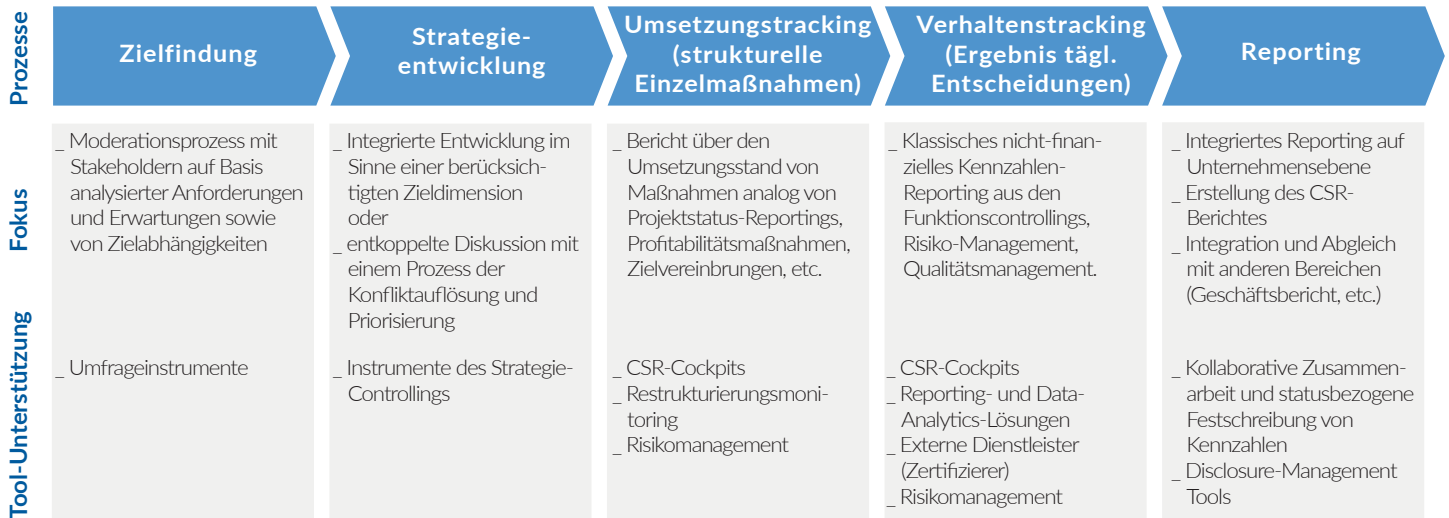 Prozesse
Zielfindung
Strategie-
entwicklung
Umsetzungstracking
(strukturelle
Einzelmaßnahmen)
Verhaltenstracking
(Ergebnis tägl.
Entscheidungen)
Reporting
Fokus
_ Moderationsprozess mit
Stakeholdern auf Basis
analysierter Anforderungen
und Erwartungen sowie
von Zielabhängigkeiten
_ Integrierte Entwicklung im
Sinne einer berücksich-
tigten Zieldimension
oder
_ entkoppelte Diskussion mit
einem Prozess der
Konfliktauflösung und
Priorisierung
_ Bericht über den
Umsetzungsstand von
Maßnahmen analog von
Projektstatus-Reportings,
Profitabilitätsmaßnahmen,
Zielvereinbrungen, etc.
_ Klassisches nicht-finan-
zielles Kennzahlen-
Reporting aus den
Funktionscontrollings,
Risiko-Management,
Qualitätsmanagement.
_ Integriertes Reporting auf
Unternehmensebene
_ Erstellung des CSR-
Berichtes
_ Integration und Abgleich
mit anderen Bereichen
(Geschäftsbericht, etc.)
Tool-Unterstützung
_ Umfrageinstrumente
_ Instrumente des Strategie-
Controllings
_ CSR-Cockpits
_ Restrukturierungsmoni-
toring
_ Risikomanagement
_ CSR-Cockpits
_ Reporting- und Data-
Analytics-Lösungen
_ Externe Dienstleister
(Zertifizierer)
_ Risikomanagement
_ Kollaborative Zusammen-
arbeit und statusbezogene
Festschreibung von
Kennzahlen
_ Disclosure-Management
Tools